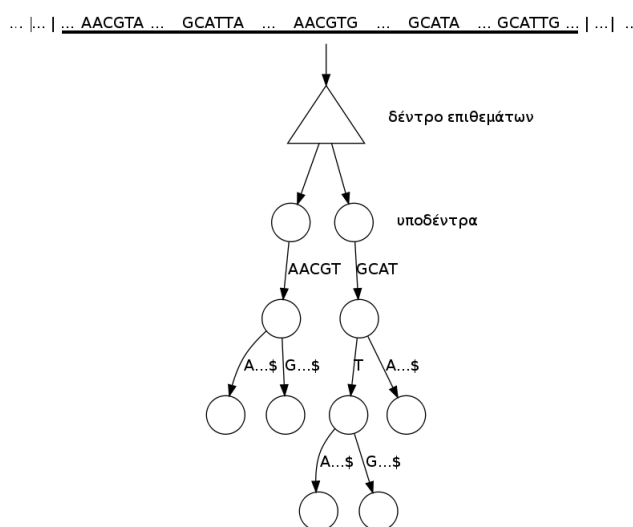 ... |... | ... AACGTA ... GCATTA ... AACGTG ... GCATA ... GCATTG ... | ...| ..
δέντρο επιθεμάτων
υποδέντρα
AACGT GCAT
A...$ G...$ T A...$
A...$ G...$